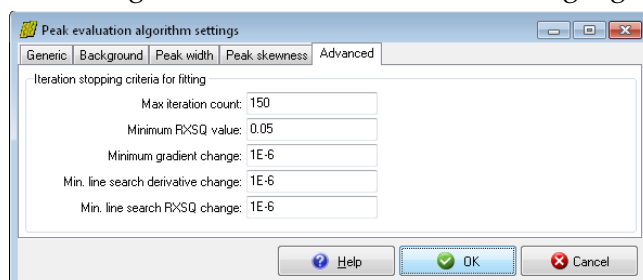 Peak evaluation algorithm settings
Generic Background Peak width Peak skewness Advanced
Iteration stopping criteria for fitting
Max iteration count: 150
Minimum RXSQ value: 0.05
Minimum gradient change: 1E-6
Min. line search derivative change: 1E-6
Min. line search RXSQ change: 1E-6
Help OK Cancel